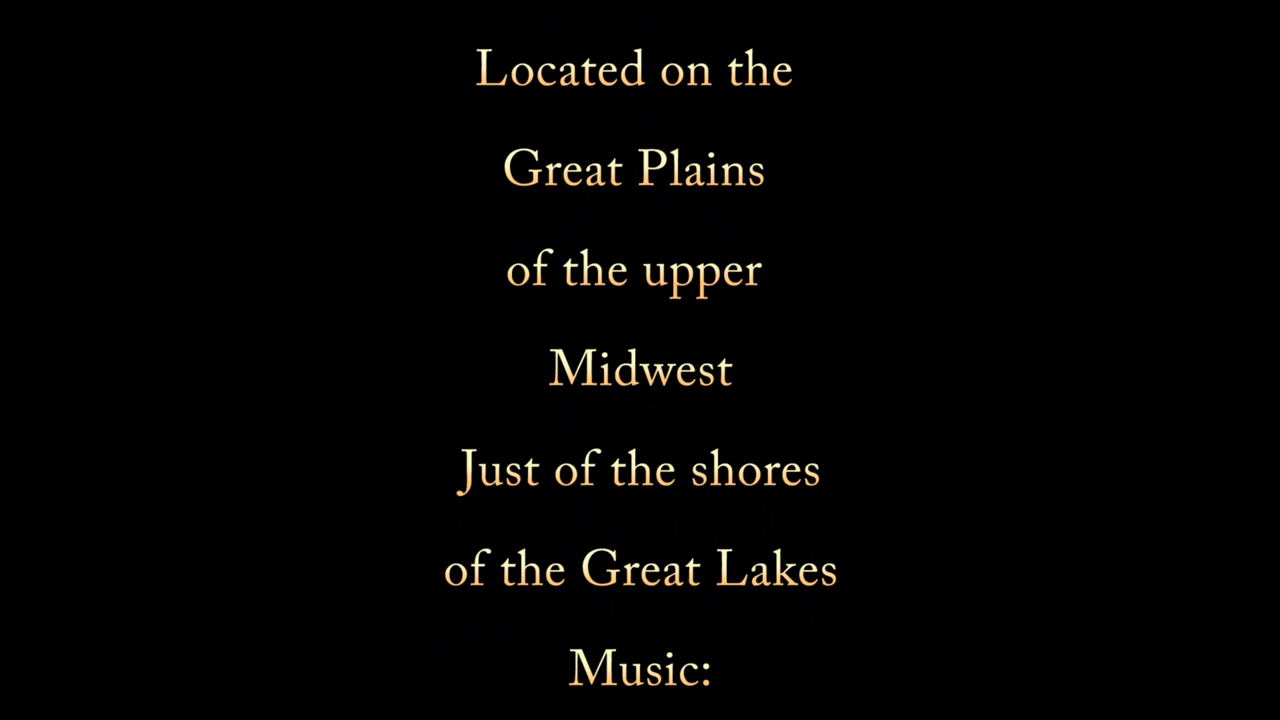 Located on the
Great Plains
of the upper
Midwest
Just of the shores
of the Great Lakes
Music: